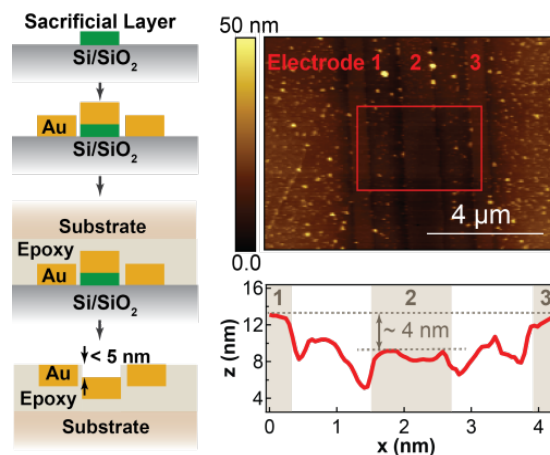 Sacrificial Layer
Si/SiO2
Au
Si/SiO2
Substrate
Epoxy
Au
Si/SiO2
< 5 nm
Au
Epoxy
Substrate
50 nm
0.0
Electrode 1 2 3
4 μm
z (nm)
16
12
8
4
1 2 3
~ 4 nm
0 1 2 3 4
x (nm)